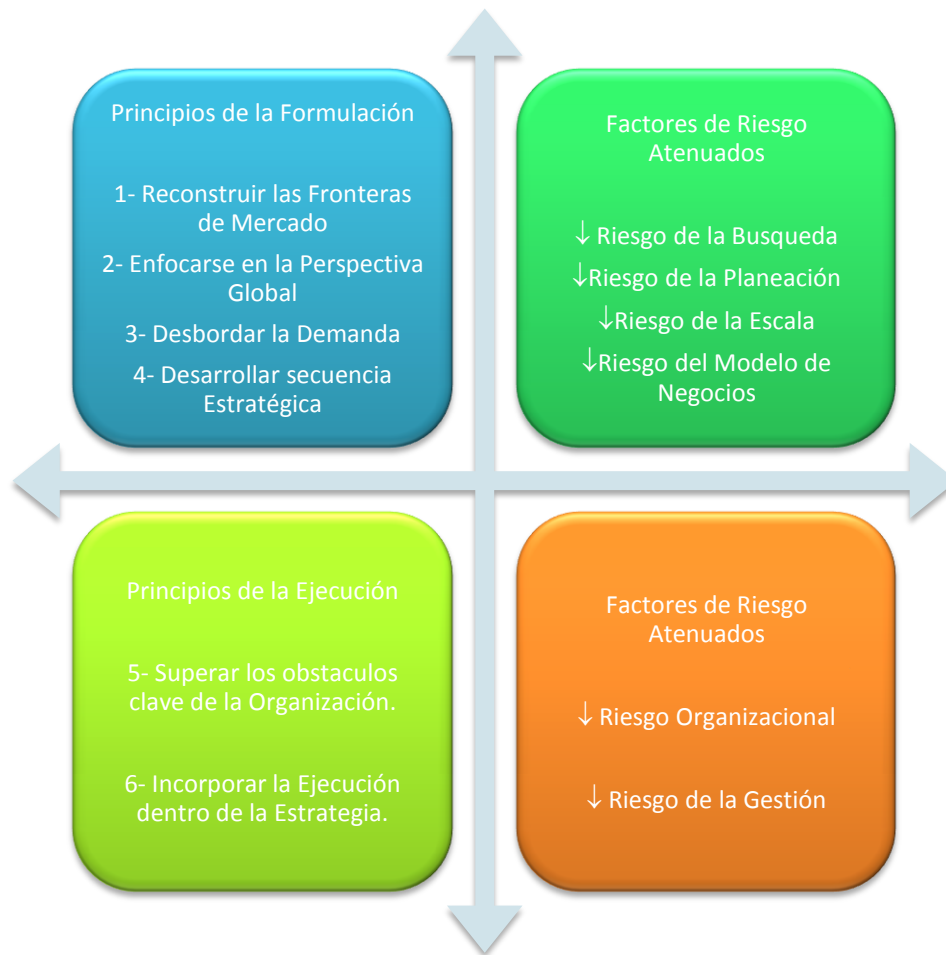 Principios de la Formulación
1- Reconstruir las Fronteras
de Mercado
2- Enfocarse en la Perspectiva
Global
3- Desbordar la Demanda
4- Desarrollar secuencia
Estratégica
Factores de Riesgo
Atenuados
↓ Riesgo de la Busqueda
↓Riesgo de la Planeación
↓Riesgo de la Escala
↓Riesgo del Modelo de
Negocios
Principios de la Ejecución
5- Superar los obstaculos
clave de la Organización.
6- Incorporar la Ejecución
dentro de la Estrategia.
Factores de Riesgo
Atenuados
↓ Riesgo Organizacional
↓ Riesgo de la Gestión